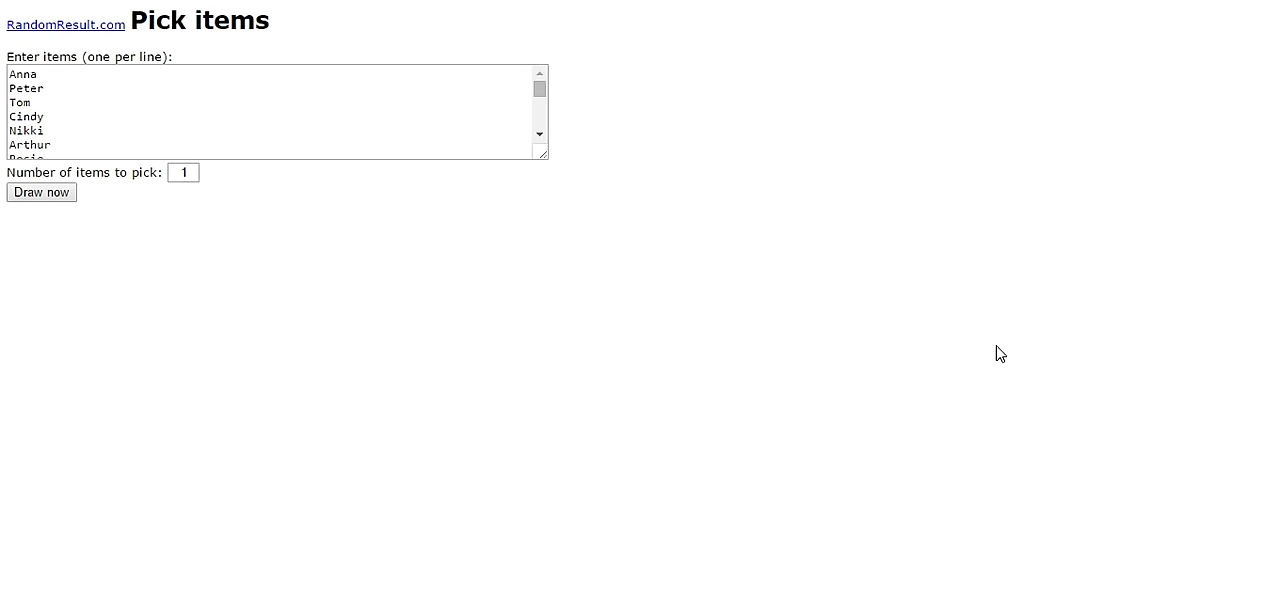 RandomResult.com Pick items
Enter items (one per line):
Anna
Peter
Tom
Cindy
Nikki
Arthur
Number of items to pick: 1
Draw now